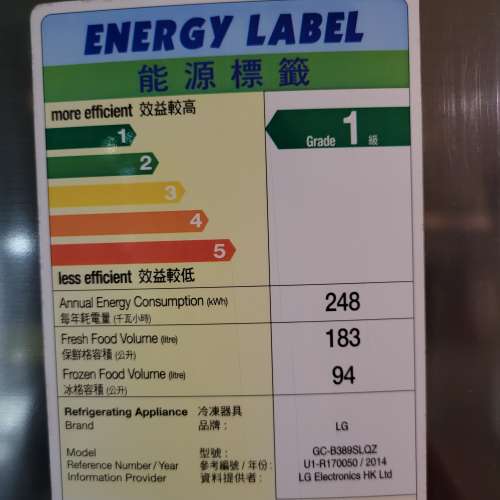 ENERGY LABEL
能源標籤
more efficient 效益較高
1
2
3
4
5
Grade 1 級
less efficient 效益較低
Annual Energy Consumption (kWh) 248
每年耗電量 (千瓦小時)
Fresh Food Volume (litre) 183
保鮮格容積 (公升)
Frozen Food Volume (litre) 94
冰格容積 (公升)
Refrigerating Appliance 冷凍器具
Brand 品牌： LG
Model 型號： GC-B389SLQZ
Reference Number / Year 參考編號 / 年份： U1-R170050 / 2014
Information Provider 資料提供者： LG Electronics HK Ltd